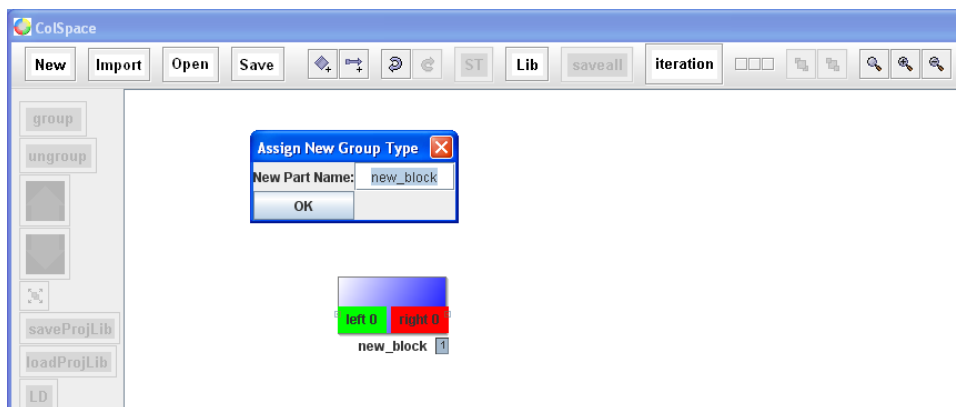 ColSpace
New Import Open Save ST Lib saveall iteration
group
ungroup
Assign New Group Type
New Part Name: new_block
OK
saveProjLib
loadProjLib
LD
left 0 right 0
new_block 1